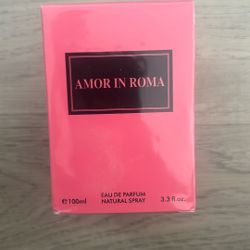 AMOR IN ROMA
EAU DE PARFUM
℮100ml NATURAL SPRAY 3.3 fl.oz.